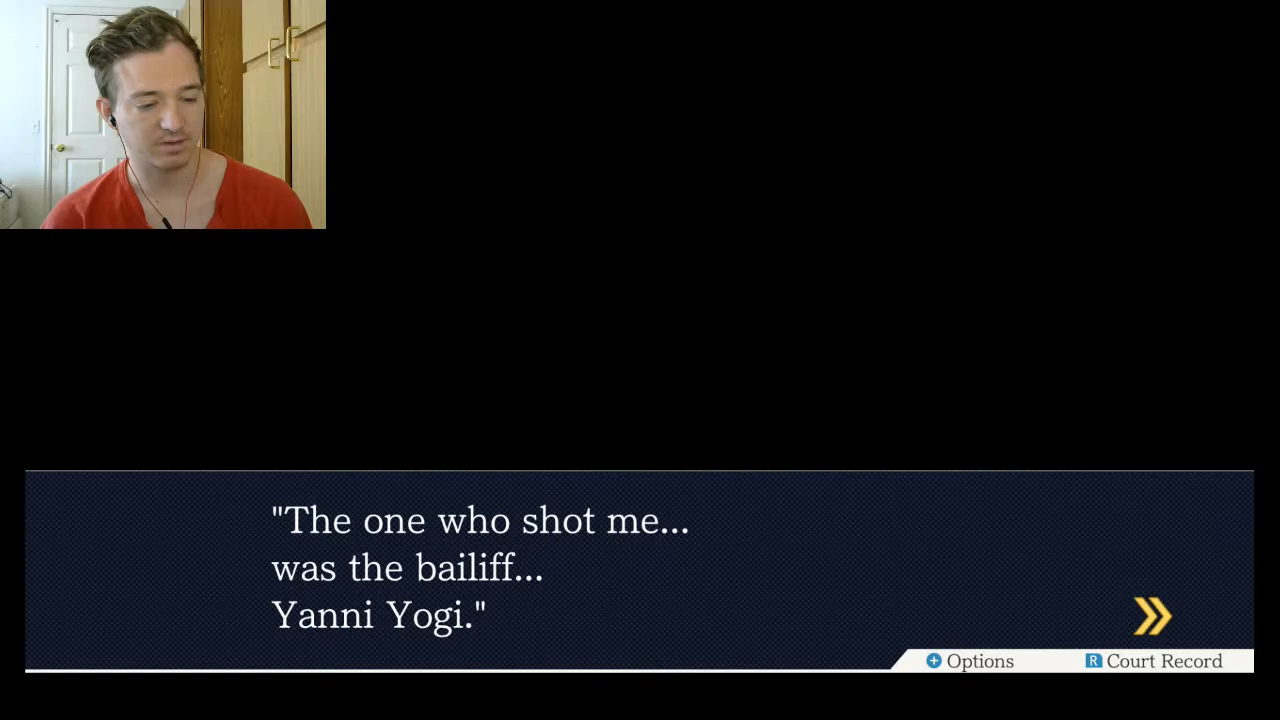 "The one who shot me...
was the bailiff...
Yanni Yogi."
+ Options R Court Record